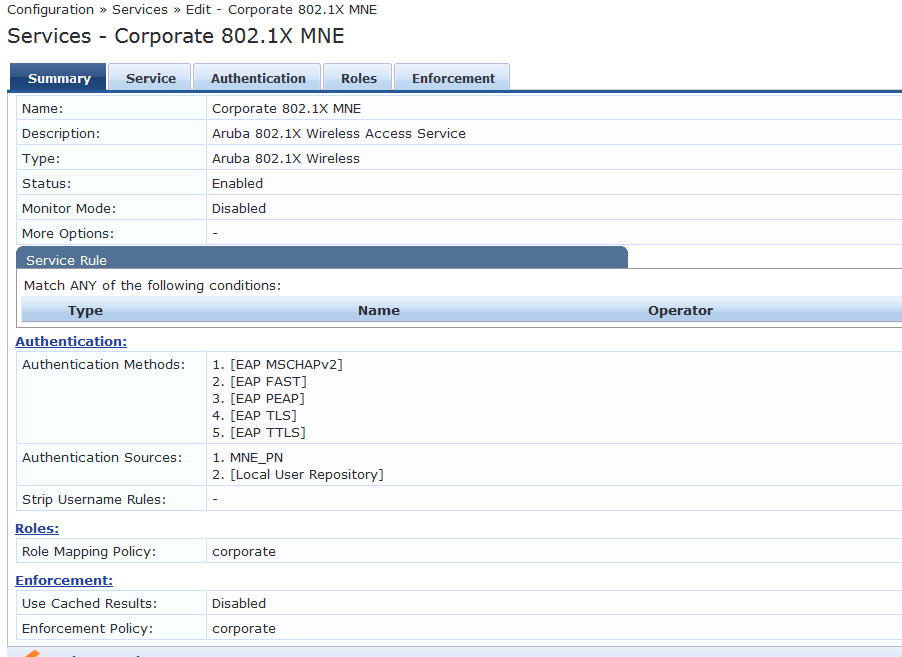 Configuration » Services » Edit - Corporate 802.1X MNE
Services - Corporate 802.1X MNE
Summary Service Authentication Roles Enforcement
Name: Corporate 802.1X MNE
Description: Aruba 802.1X Wireless Access Service
Type: Aruba 802.1X Wireless
Status: Enabled
Monitor Mode: Disabled
More Options: -
Service Rule
Match ANY of the following conditions:
Type Name Operator
Authentication:
Authentication Methods: 1. [EAP MSCHAPv2]
2. [EAP FAST]
3. [EAP PEAP]
4. [EAP TLS]
5. [EAP TTLS]
Authentication Sources: 1. MNE_PN
2. [Local User Repository]
Strip Username Rules: -
Roles:
Role Mapping Policy: corporate
Enforcement:
Use Cached Results: Disabled
Enforcement Policy: corporate